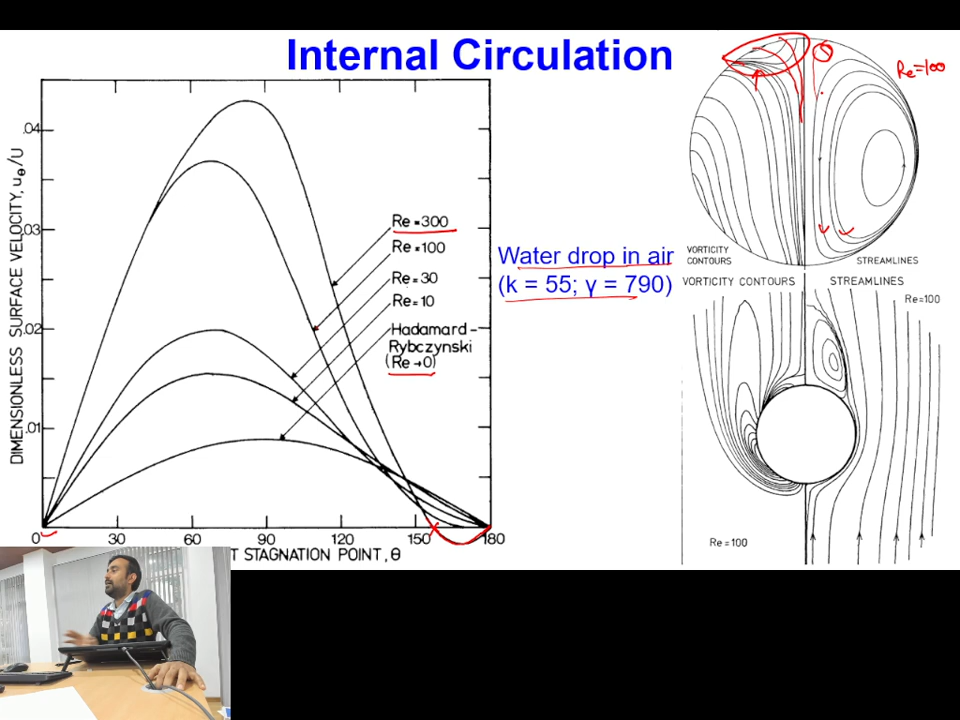 Internal Circulation
DIMENSIONLESS SURFACE VELOCITY, uθ/U
.04
.03
.02
.01
0 30 60 90 120 150 180
T STAGNATION POINT, θ
Re = 300
Re = 100
Re = 30
Re = 10
Hadamard -
Rybczynski
(Re → 0)
Water drop in air
(k = 55; γ = 790)
Re=100
VORTICITY
CONTOURS
STREAMLINES
VORTICITY CONTOURS
STREAMLINES
Re=100
Re=100